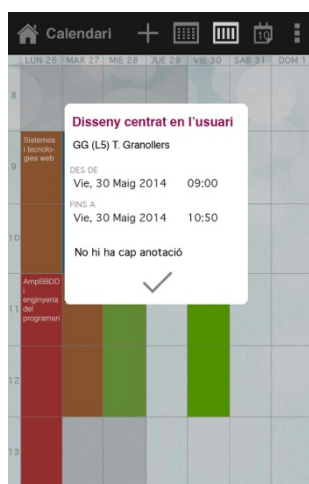 Calendari
10
LUN 26 MAR 27 MIE 28 JUE 29 VIE 30 SAB 31 DOM 1
8
Disseny centrat en l'usuari
GG (L5) T. Granollers
DES DE
Vie, 30 Maig 2014 09:00
FINS A
Vie, 30 Maig 2014 10:50
No hi ha cap anotació
Sistemes
i tecnolo-
gies web
9
10
AmpBBDD
i
enginyeria
del
programari
11
12
13